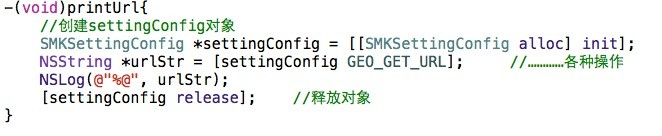 -(void)printUrl{
//创建settingConfig对象
SMKSettingConfig *settingConfig = [[SMKSettingConfig alloc] init];
NSString *urlStr = [settingConfig GEO_GET_URL]; //…………各种操作
NSLog(@"%@", urlStr);
[settingConfig release]; //释放对象
}